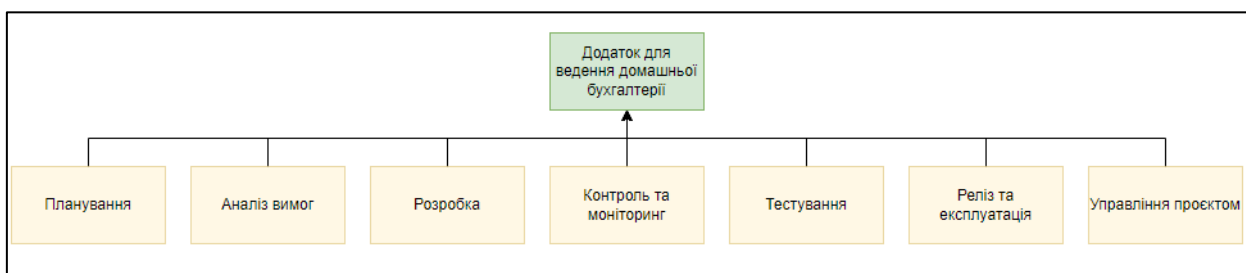 Додаток для
ведення домашньої
бухгалтерії
Планування
Аналіз вимог
Розробка
Контроль та
моніторинг
Тестування
Реліз та
експлуатація
Управління проєктом